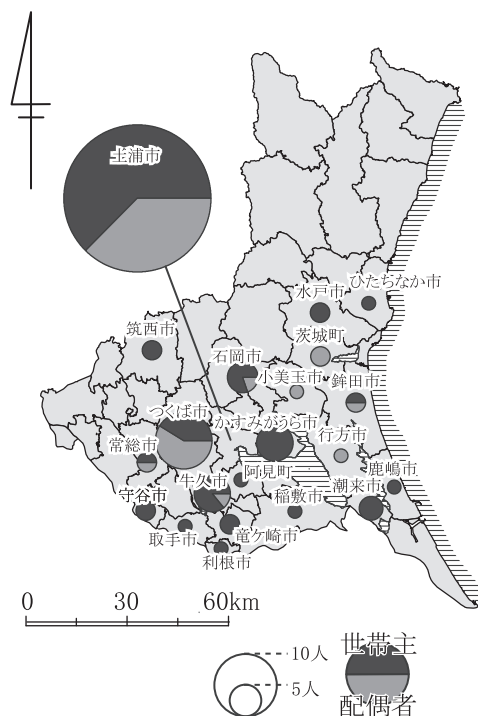 土浦市
ひたちなか市
水戸市
茨城町
筑西市
石岡市
小美玉市
鉾田市
つくば市
かすみがうら市
行方市
常総市
牛久市
阿見町
鹿嶋市
守谷市
稲敷市
潮来市
取手市
竜ケ崎市
利根市
0
30
60km
10人
5人
世帯主
配偶者